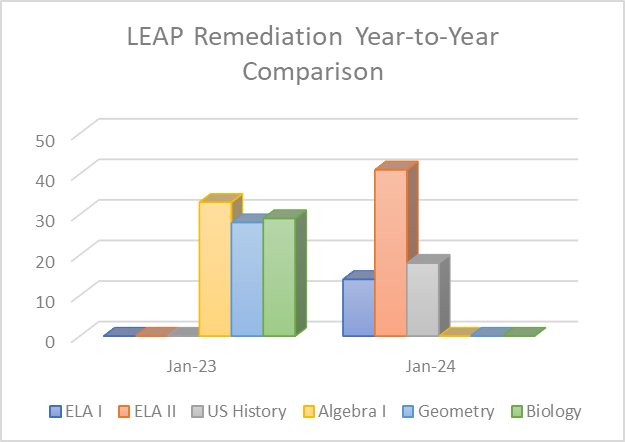 LEAP Remediation Year-to-Year
Comparison
50
40
30
20
10
0
Jan-23 Jan-24
ELA I ELA II US History Algebra I Geometry Biology